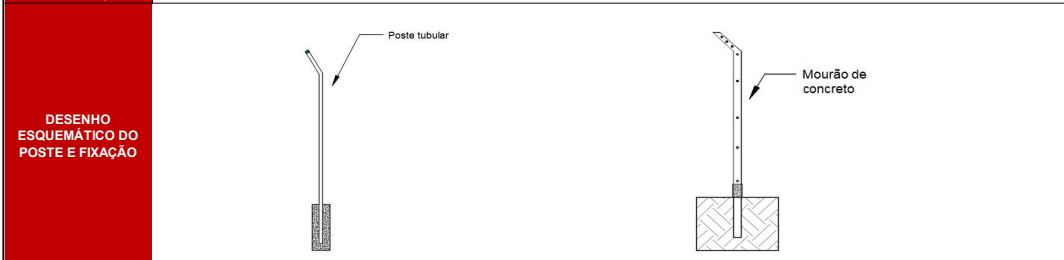 DESENHO
ESQUEMÁTICO DO
POSTE E FIXAÇÃO
Poste tubular
Mourão de
concreto